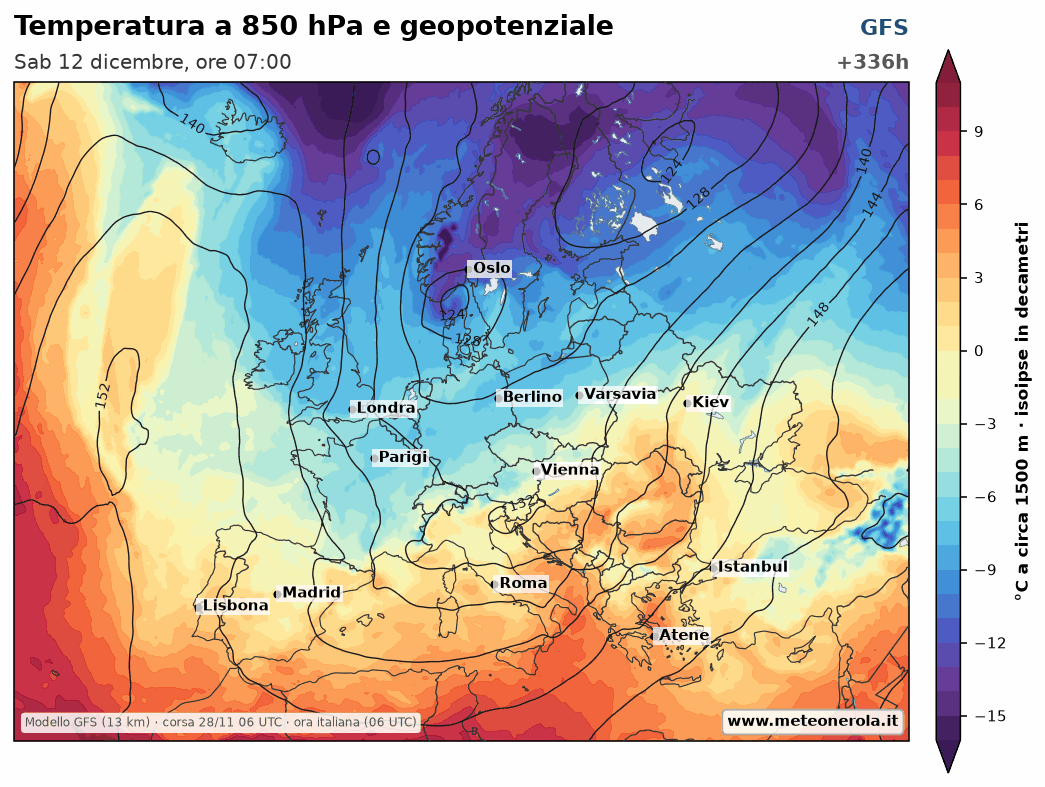 Temperatura a 850 hPa e geopotenziale
GFS
Sab 12 dicembre, ore 07:00
+336h
140
124
128
140
144
148
152
124
128
Oslo
Londra
Berlino
Varsavia
Kiev
Parigi
Vienna
Istanbul
Roma
Madrid
Lisbona
Atene
9
6
3
0
−3
−6
−9
−12
−15
°C a circa 1500 m · isoipse in decametri
Modello GFS (13 km) · corsa 28/11 06 UTC · ora italiana (06 UTC)
www.meteonerola.it